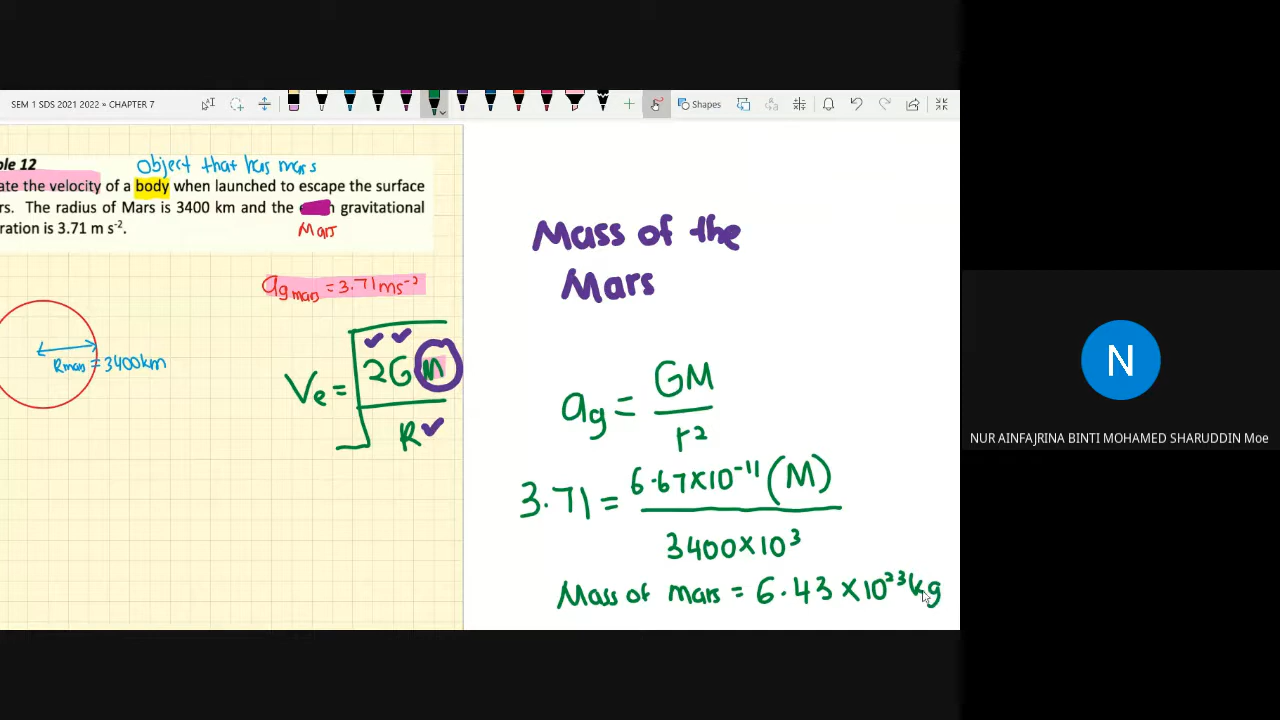 SEM 1 SDS 2021 2022 » CHAPTER 7
Shapes
ple 12
object that has mass
ate the velocity of a body when launched to escape the surface
rs. The radius of Mars is 3400 km and the gravitational
Mars
ration is 3.71 m s⁻².
ag mars = 3.71 ms⁻²
Rmars = 3400km
Ve = √(2GM / R)
Mass of the
Mars
ag = GM / r²
3.71 = 6.67×10⁻¹¹ (M) / 3400×10³
Mass of mars = 6.43 ×10²³kg
N
NUR AINFAJRINA BINTI MOHAMED SHARUDDIN Moe